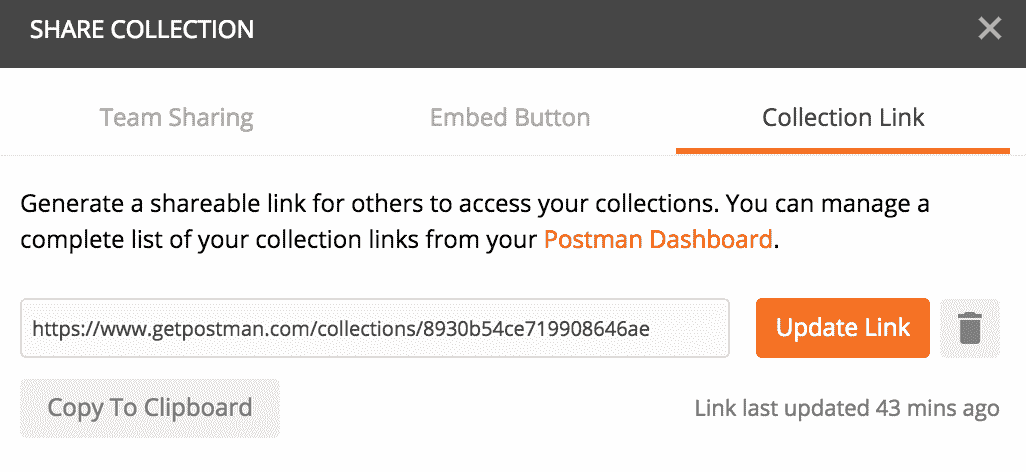 SHARE COLLECTION
Team Sharing
Embed Button
Collection Link
Generate a shareable link for others to access your collections. You can manage a
complete list of your collection links from your Postman Dashboard.
https://www.getpostman.com/collections/8930b54ce719908646ae
Update Link
Copy To Clipboard
Link last updated 43 mins ago